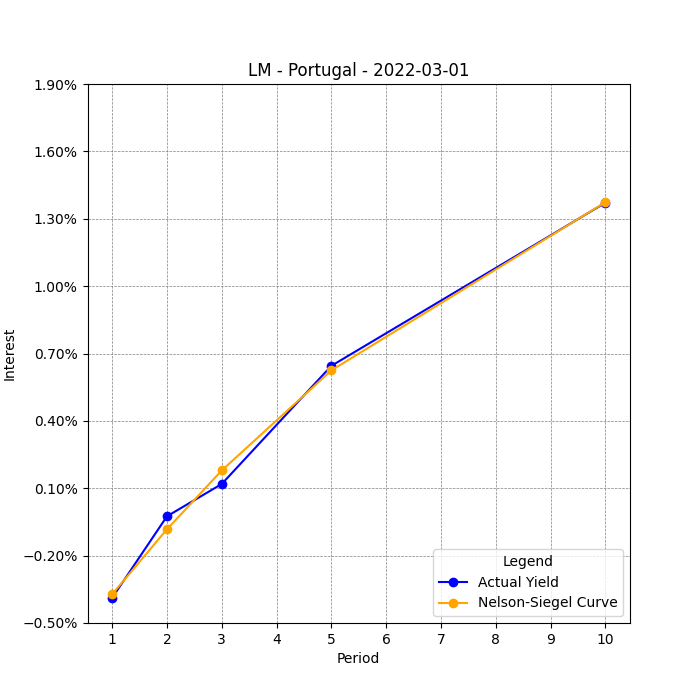 LM - Portugal - 2022-03-01
1.90%
1.60%
1.30%
1.00%
0.70%
0.40%
0.10%
−0.20%
−0.50%
Interest
Legend
Actual Yield
Nelson-Siegel Curve
1 2 3 4 5 6 7 8 9 10
Period